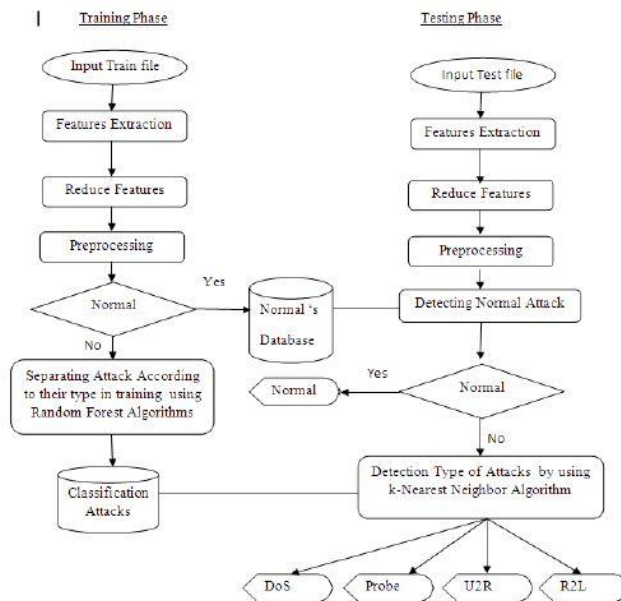 Training Phase
Input Train file
Features Extraction
Reduce Features
Preprocessing
Normal
Yes
No
Normal 's
Database
Separating Attack According
to their type in training using
Random Forest Algorithms
Classification
Attacks
Testing Phase
Input Test file
Features Extraction
Reduce Features
Preprocessing
Detecting Normal Attack
Normal
Yes
Normal
No
Detection Type of Attacks by using
k-Nearest Neighbor Algorithm
DoS
Probe
U2R
R2L